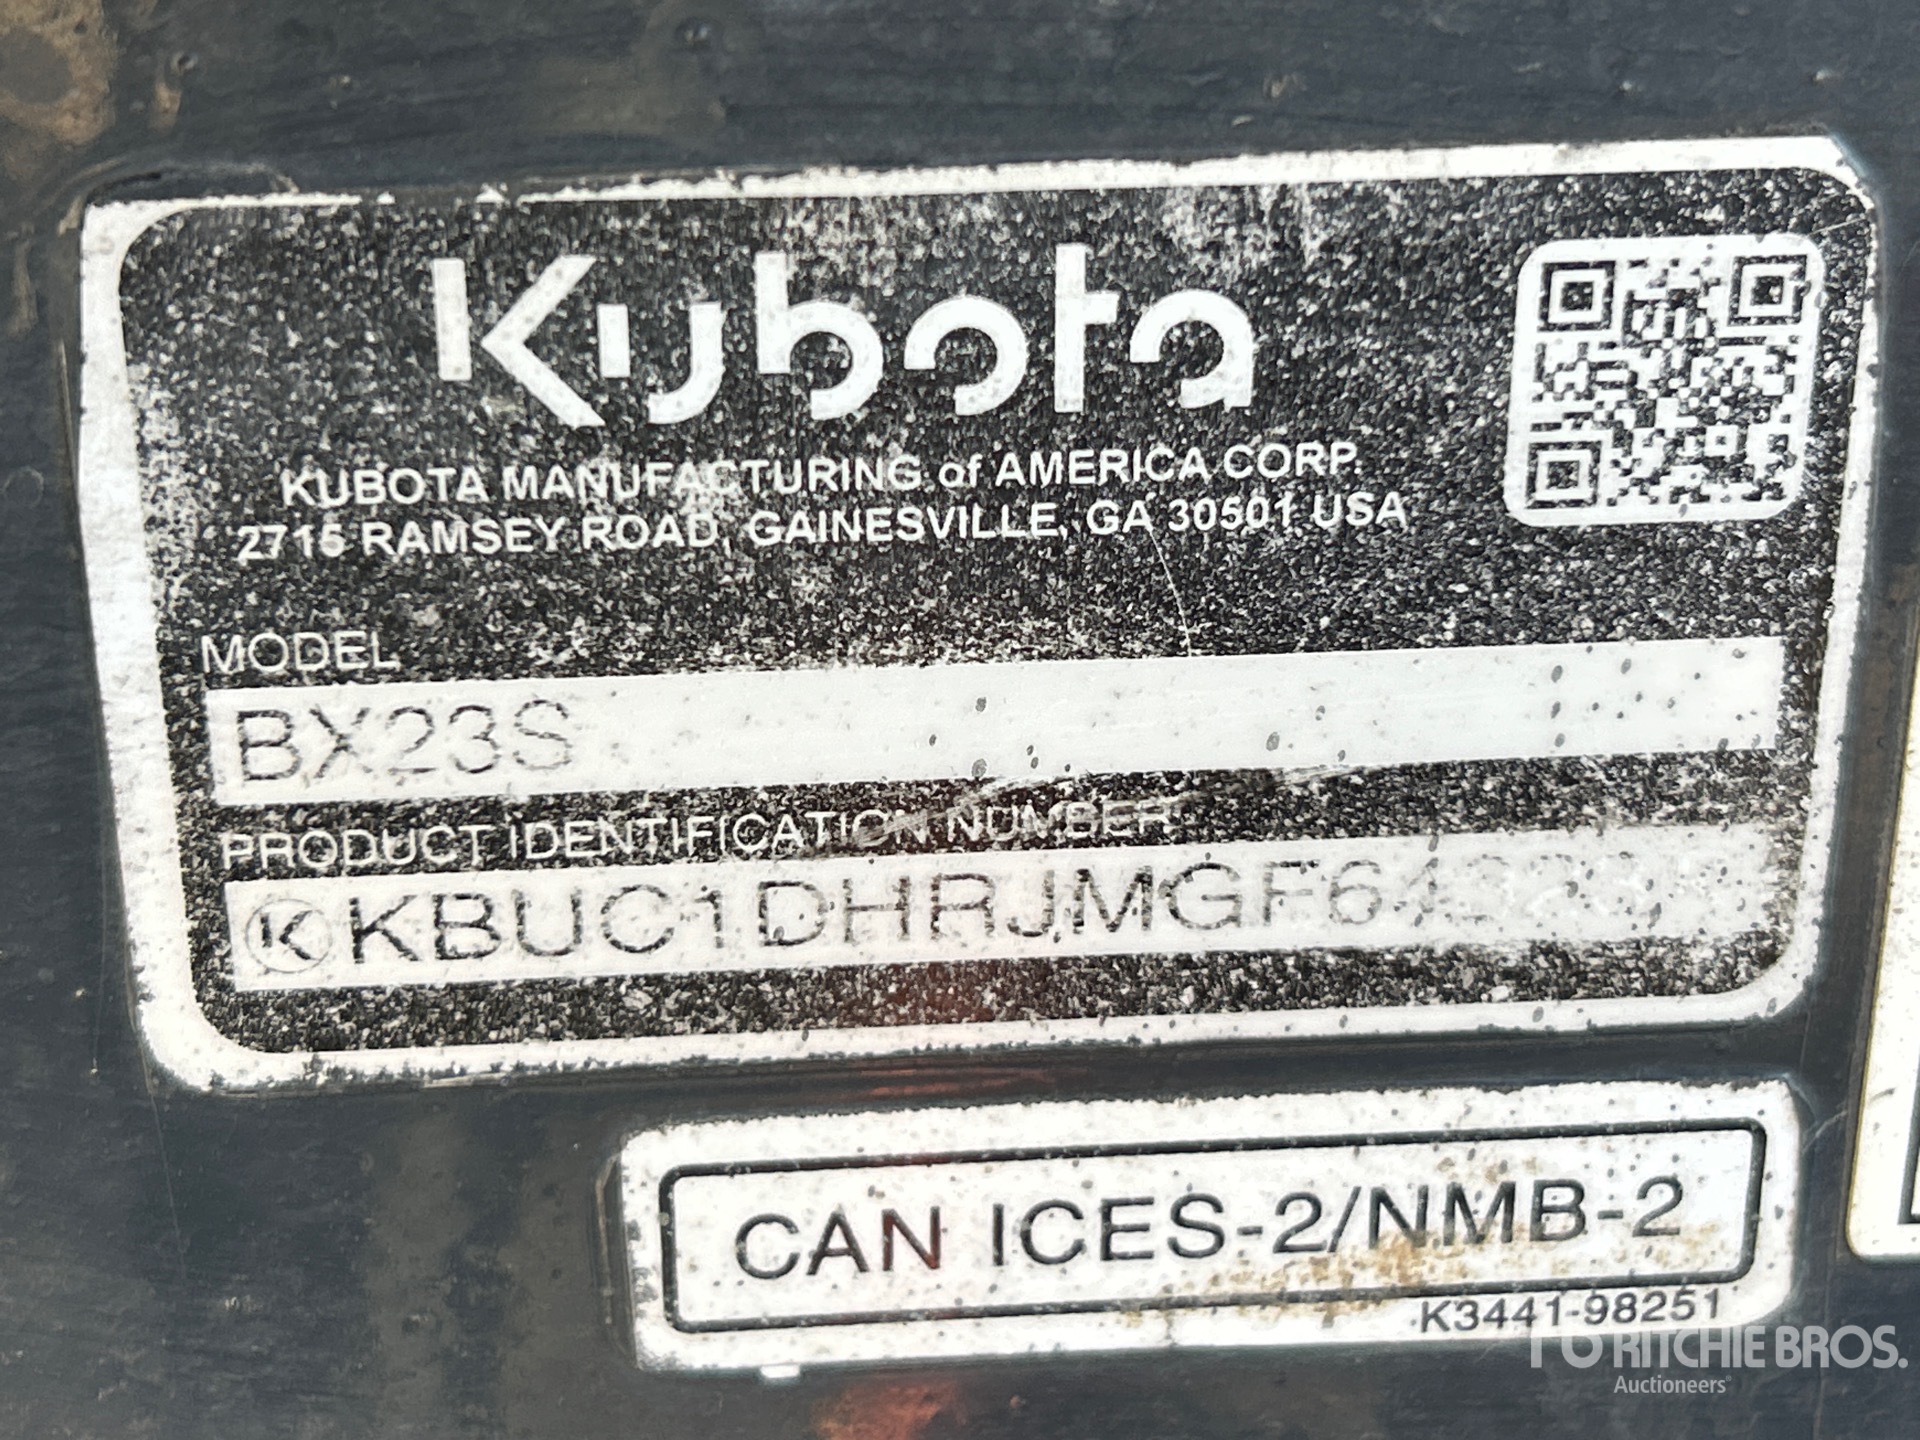 Kubota
KUBOTA MANUFACTURING of AMERICA CORP.
2715 RAMSEY ROAD, GAINESVILLE, GA 30501 USA
MODEL
BX23S
PRODUCT IDENTIFICATION NUMBER
CAN ICES-2/NMB-2
K3441-98251
RITCHIE BROS.
Auctioneers